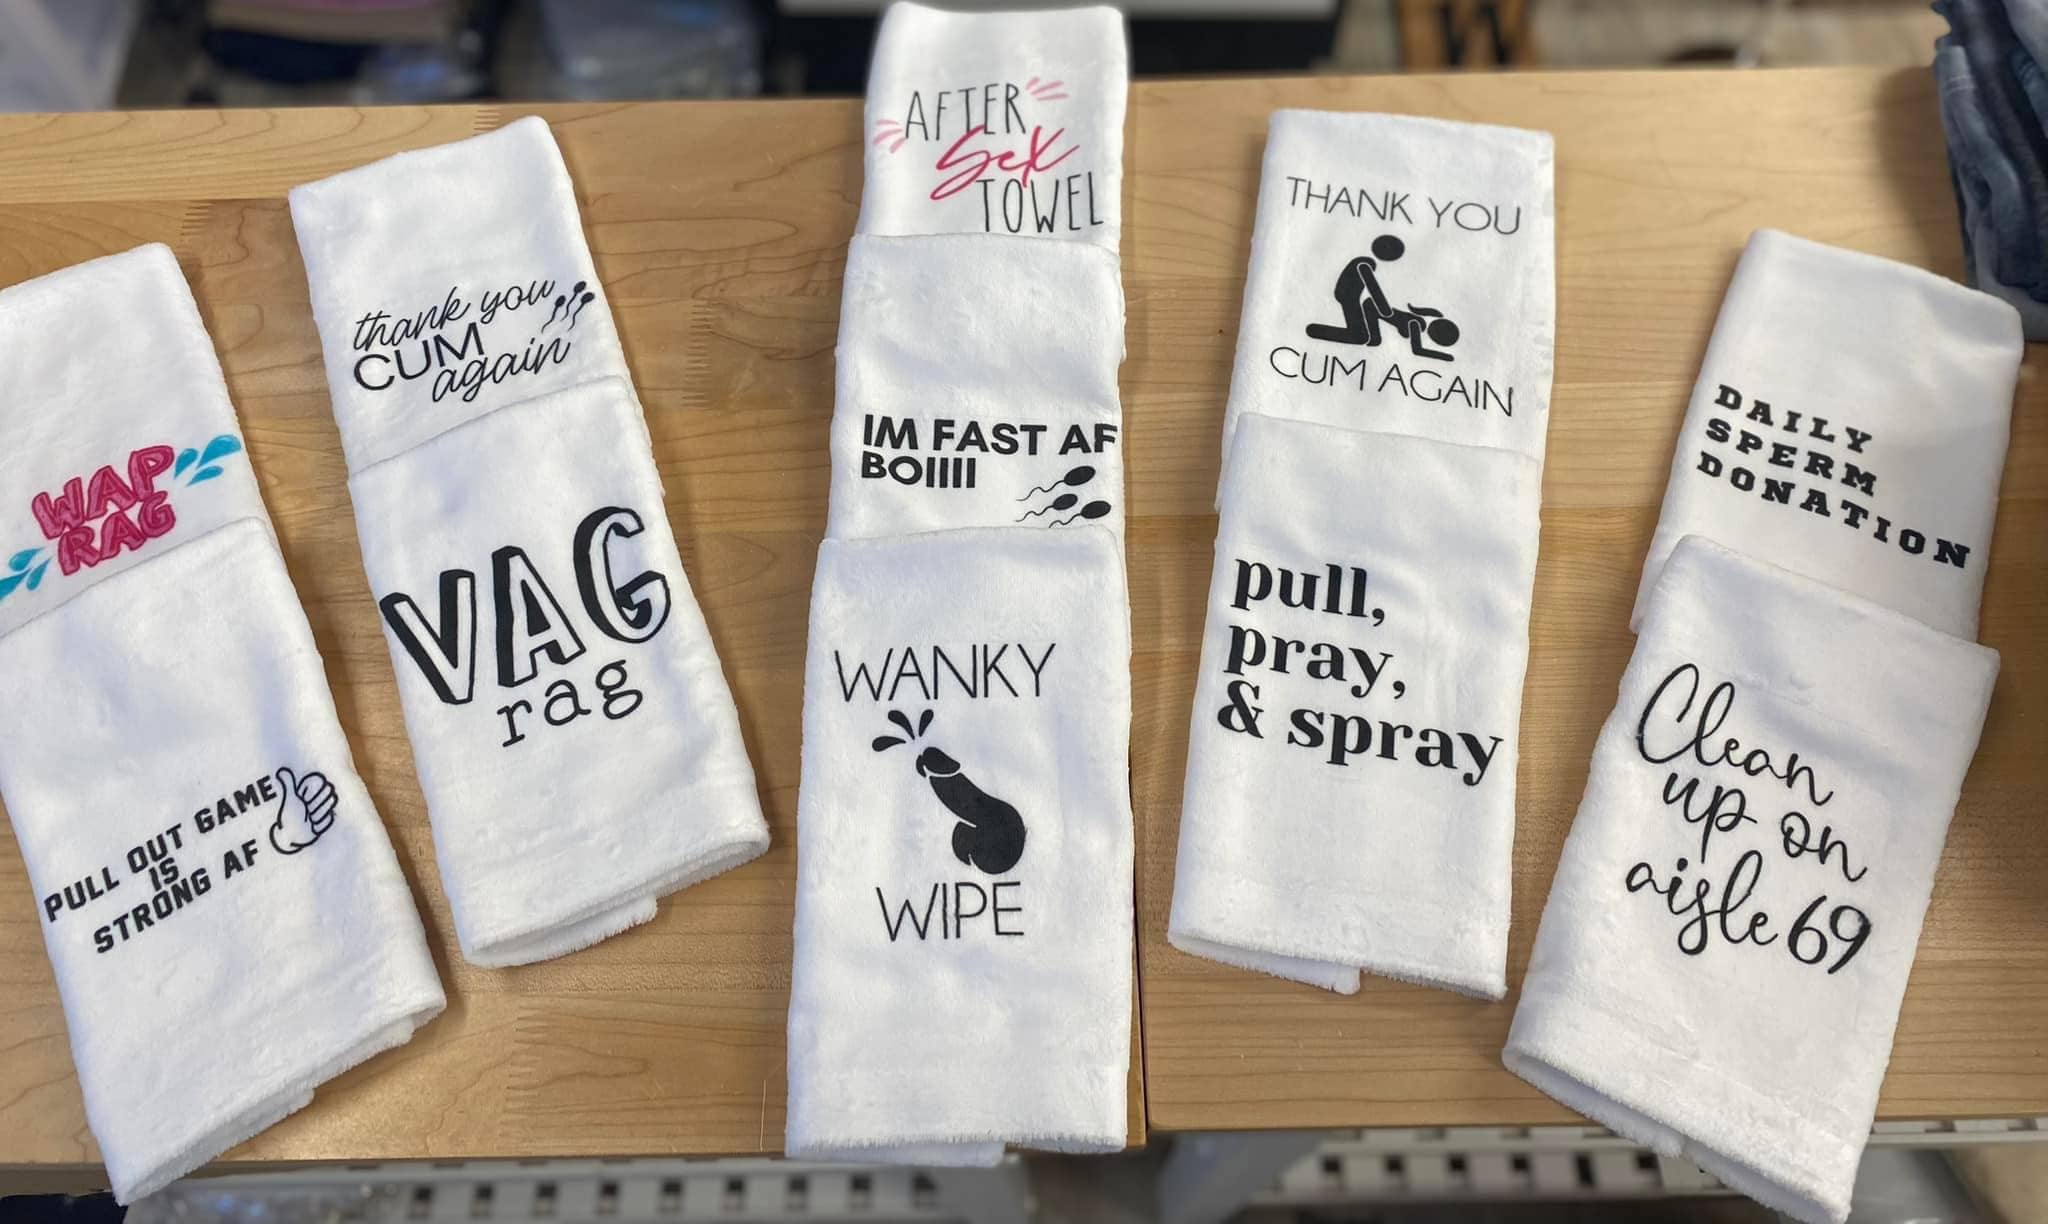 WAP
RAG
PULL OUT GAME
IS
STRONG AF
thank you
CUM
again
VAG
rag
AFTER
Sex
TOWEL
IM FAST AF
BOIIII
WANKY
WIPE
THANK YOU
CUM AGAIN
pull,
pray,
& spray
DAILY
SPERM
DONATION
Clean
up on
aisle 69